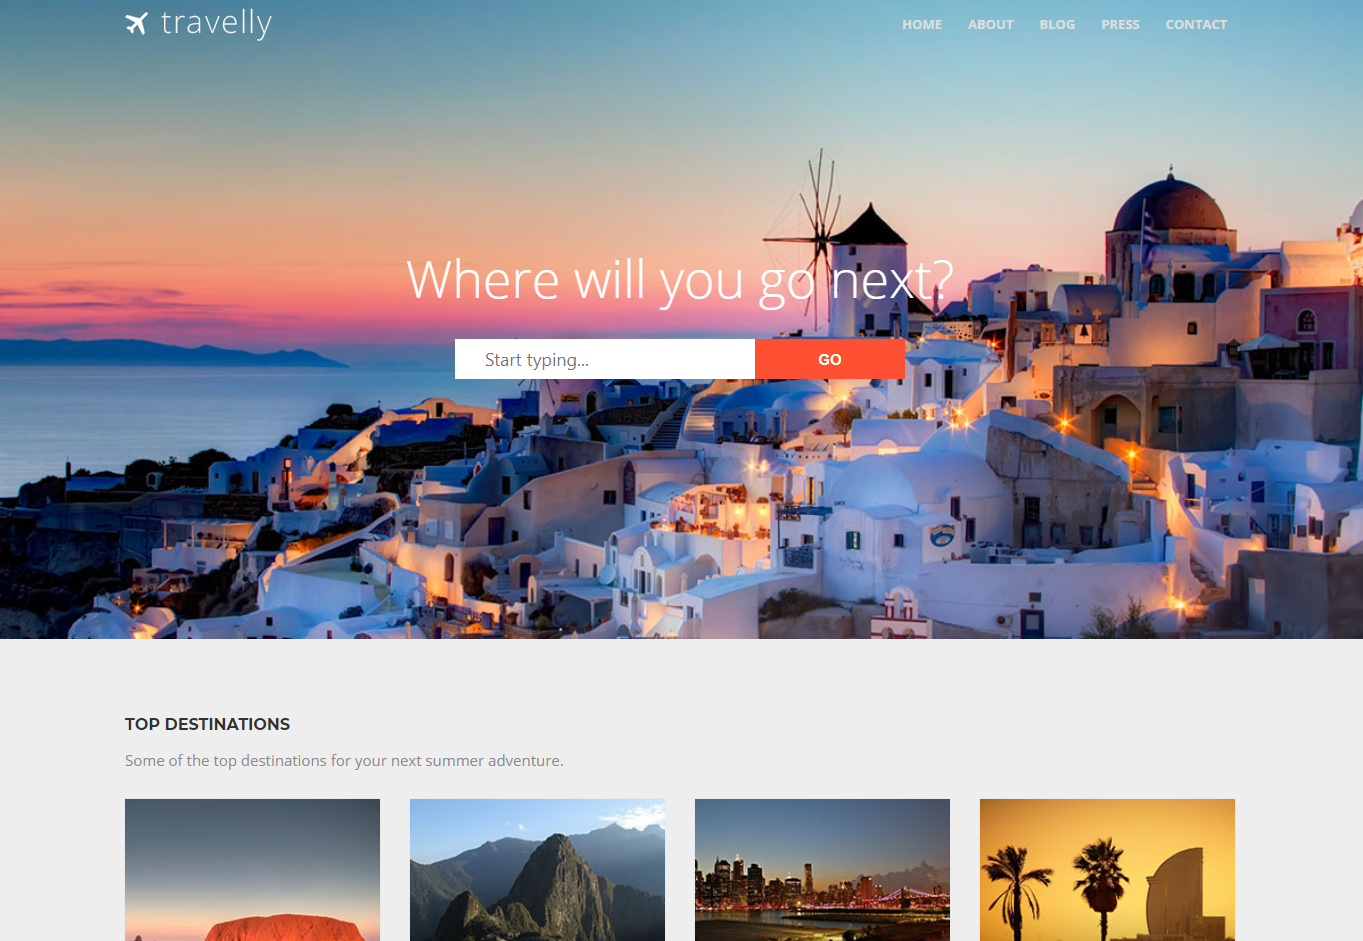 travelly
HOME ABOUT BLOG PRESS CONTACT
Where will you go next?
Start typing...
GO
TOP DESTINATIONS
Some of the top destinations for your next summer adventure.